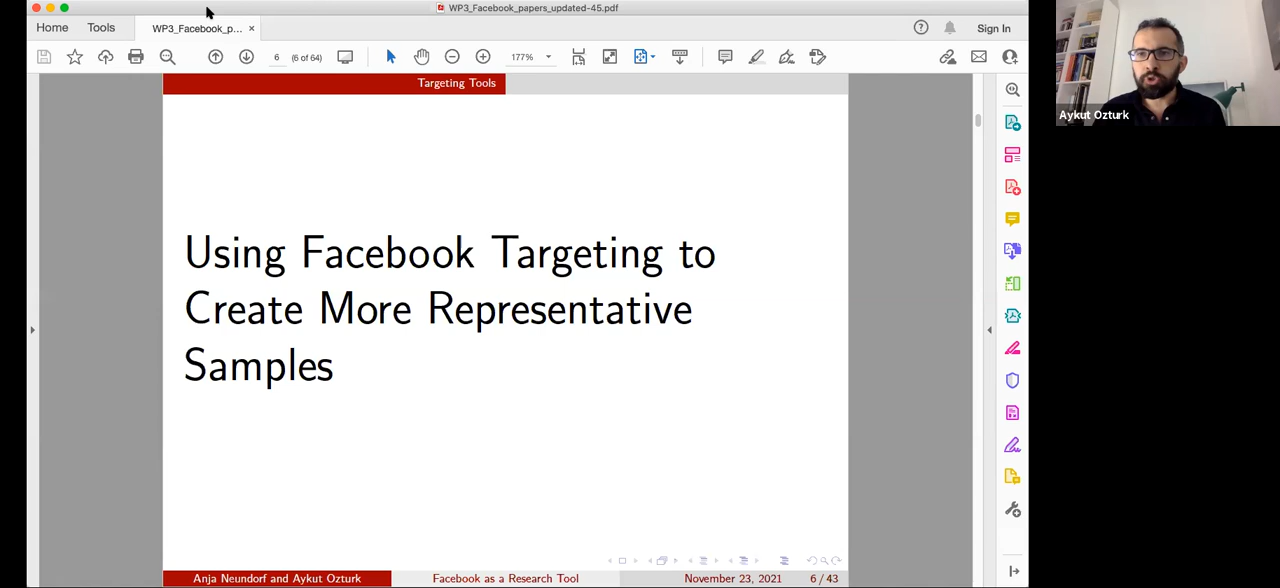 WP3_Facebook_papers_updated-45.pdf
Home Tools WP3_Facebook_p... × Sign In
6 (6 of 64) 177%
Targeting Tools
Aykut Ozturk
Using Facebook Targeting to
Create More Representative
Samples
Anja Neundorf and Aykut Ozturk Facebook as a Research Tool November 23, 2021 6 / 43